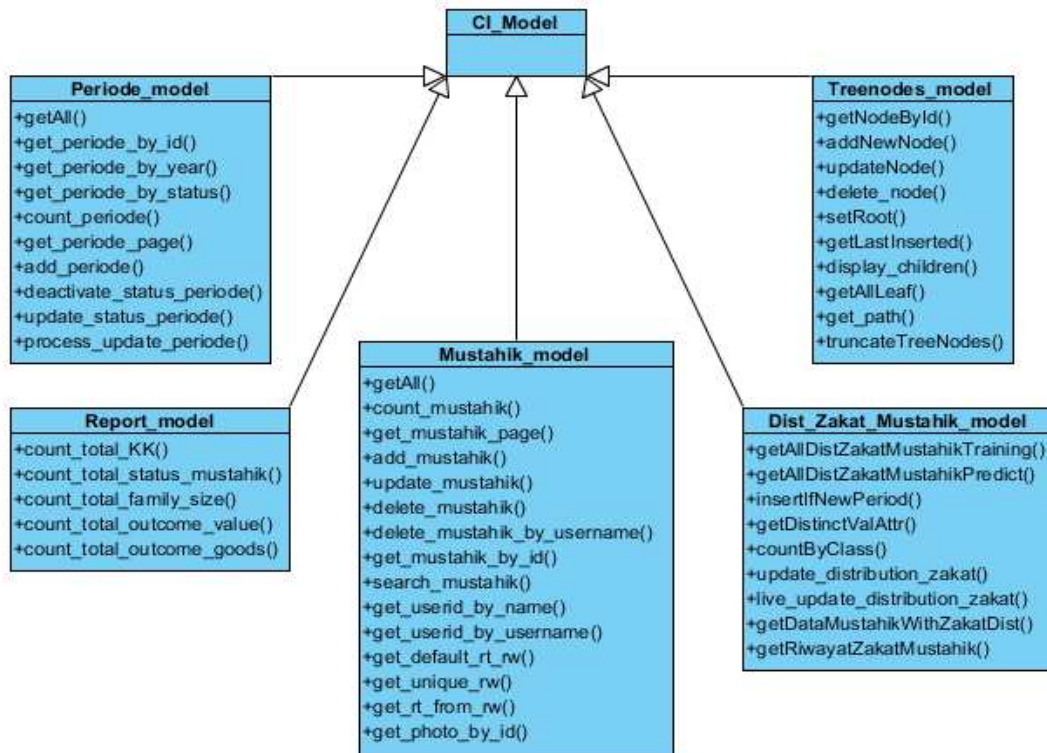 CI_Model
Periode_model
+getAll()
+get_periode_by_id()
+get_periode_by_year()
+get_periode_by_status()
+count_periode()
+get_periode_page()
+add_periode()
+deactivate_status_periode()
+update_status_periode()
+process_update_periode()
Treenodes_model
+getNodeById()
+addNewNode()
+updateNode()
+delete_node()
+setRoot()
+getLastInserted()
+display_children()
+getAllLeaf()
+get_path()
+truncateTreeNodes()
Mustahik_model
+getAll()
+count_mustahik()
+get_mustahik_page()
+add_mustahik()
+update_mustahik()
+delete_mustahik()
+delete_mustahik_by_username()
+get_mustahik_by_id()
+search_mustahik()
+get_userid_by_name()
+get_userid_by_username()
+get_default_rt_rw()
+get_unique_rw()
+get_rt_from_rw()
+get_photo_by_id()
Report_model
+count_total_KK()
+count_total_status_mustahik()
+count_total_family_size()
+count_total_outcome_value()
+count_total_outcome_goods()
Dist_Zakat_Mustahik_model
+getAllDistZakatMustahikTraining()
+getAllDistZakatMustahikPredict()
+insertIfNewPeriod()
+getDistinctValAttr()
+countByClass()
+update_distribution_zakat()
+live_update_distribution_zakat()
+getDataMustahikWithZakatDist()
+getRiwayatZakatMustahik()